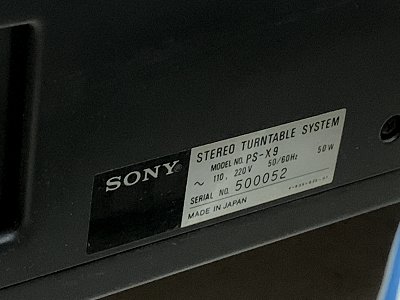 SONY
STEREO TURNTABLE SYSTEM
MODEL NO. PS-X9
~ 110, 220V 50/60Hz 50W
SERIAL NO. 500052
MADE IN JAPAN